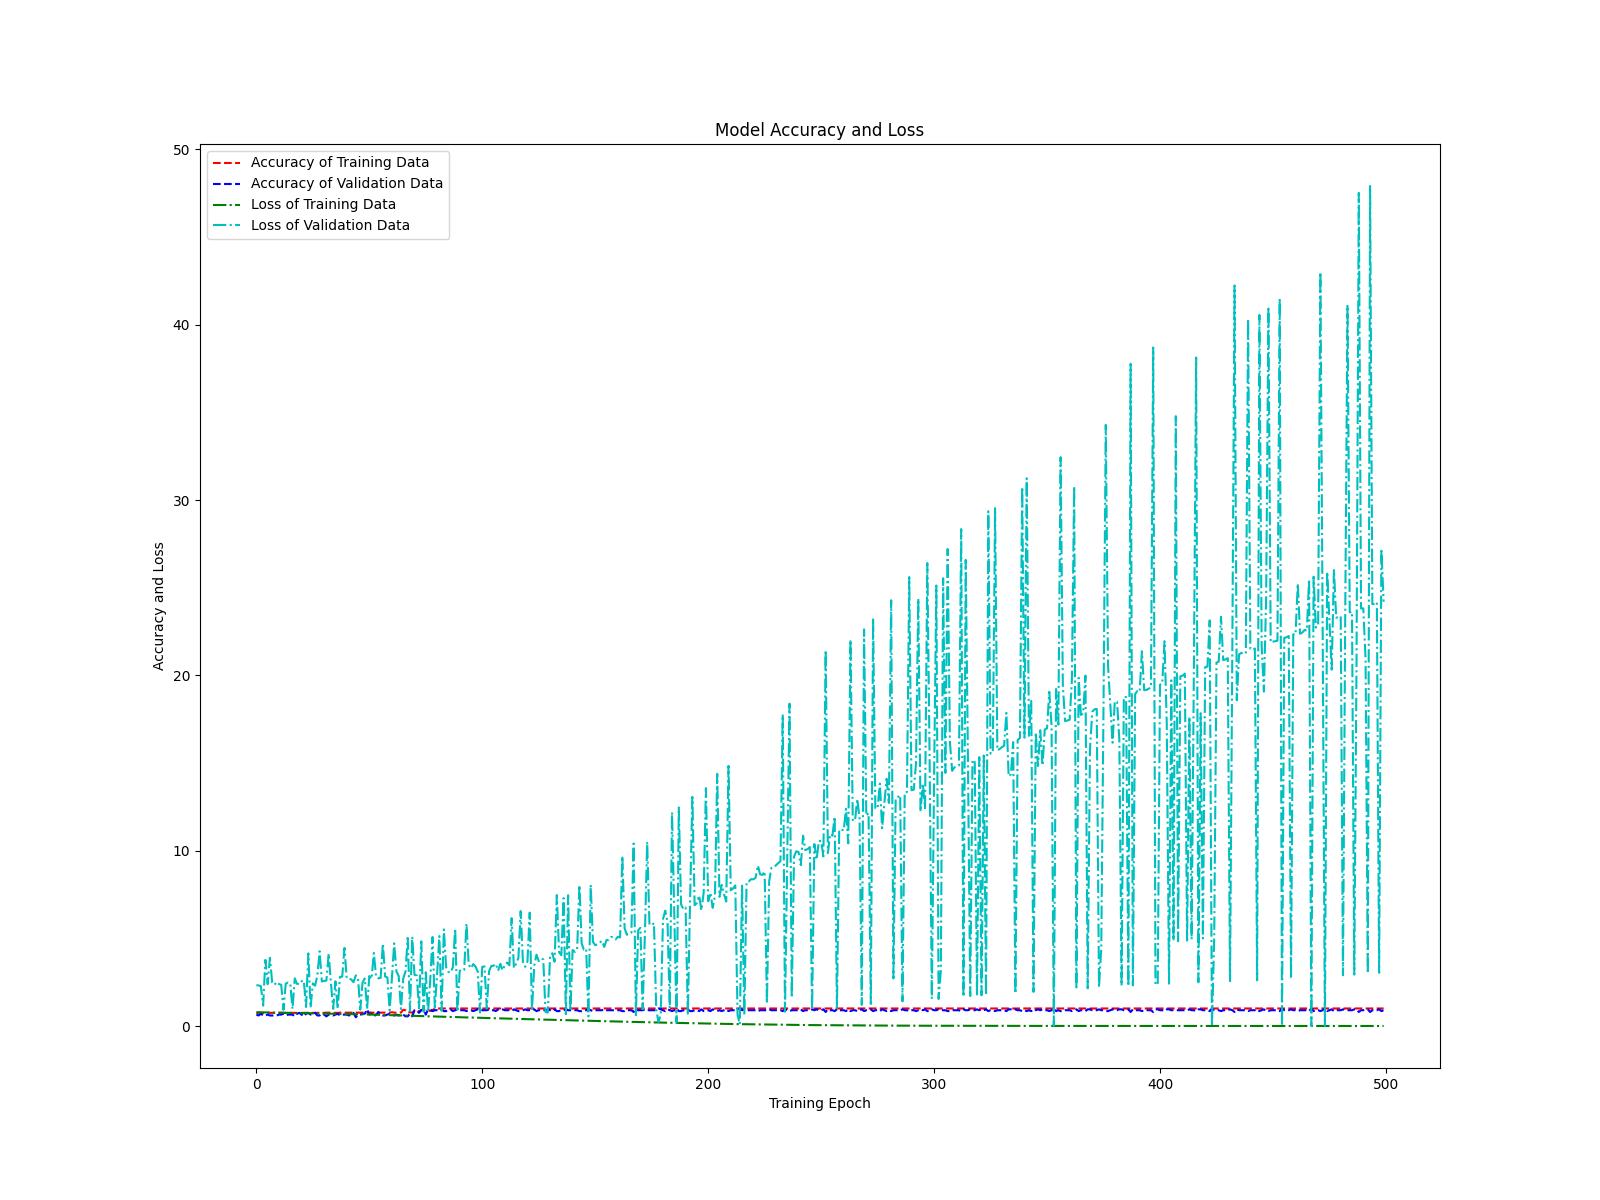 Model Accuracy and Loss
50
40
30
20
10
0
Accuracy and Loss
Accuracy of Training Data
Accuracy of Validation Data
Loss of Training Data
Loss of Validation Data
0 100 200 300 400 500
Training Epoch